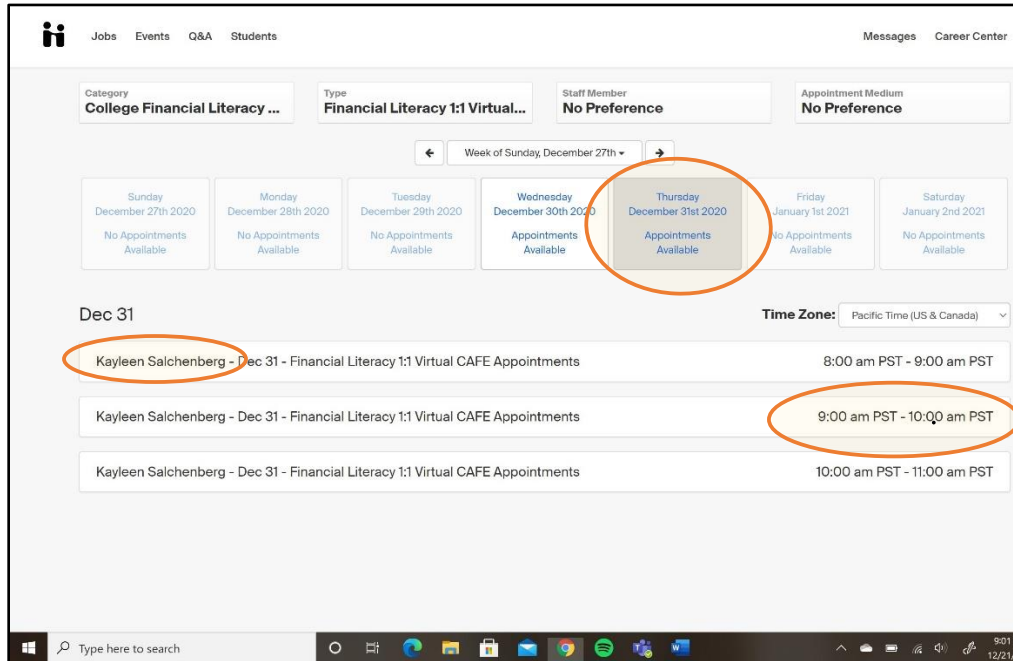 Jobs Events Q&A Students Messages Career Center
Category Type Staff Member Appointment Medium
College Financial Literacy ... Financial Literacy 1:1 Virtual... No Preference No Preference
Week of Sunday, December 27th
Sunday Monday Tuesday Wednesday Thursday Friday Saturday
December 27th 2020 December 28th 2020 December 29th 2020 December 30th 2020 December 31st 2020 January 1st 2021 January 2nd 2021
No Appointments No Appointments No Appointments Appointments Appointments No Appointments No Appointments
Available Available Available Available Available Available Available
Dec 31 Time Zone: Pacific Time (US & Canada)
Kayleen Salchenberg - Dec 31 - Financial Literacy 1:1 Virtual CAFE Appointments 8:00 am PST - 9:00 am PST
Kayleen Salchenberg - Dec 31 - Financial Literacy 1:1 Virtual CAFE Appointments 9:00 am PST - 10:00 am PST
Kayleen Salchenberg - Dec 31 - Financial Literacy 1:1 Virtual CAFE Appointments 10:00 am PST - 11:00 am PST
Type here to search 9:01
12/21/